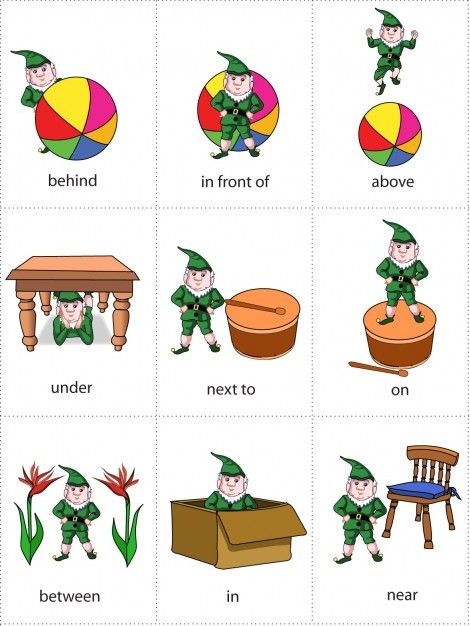 behind
in front of
above
under
next to
on
between
in
near